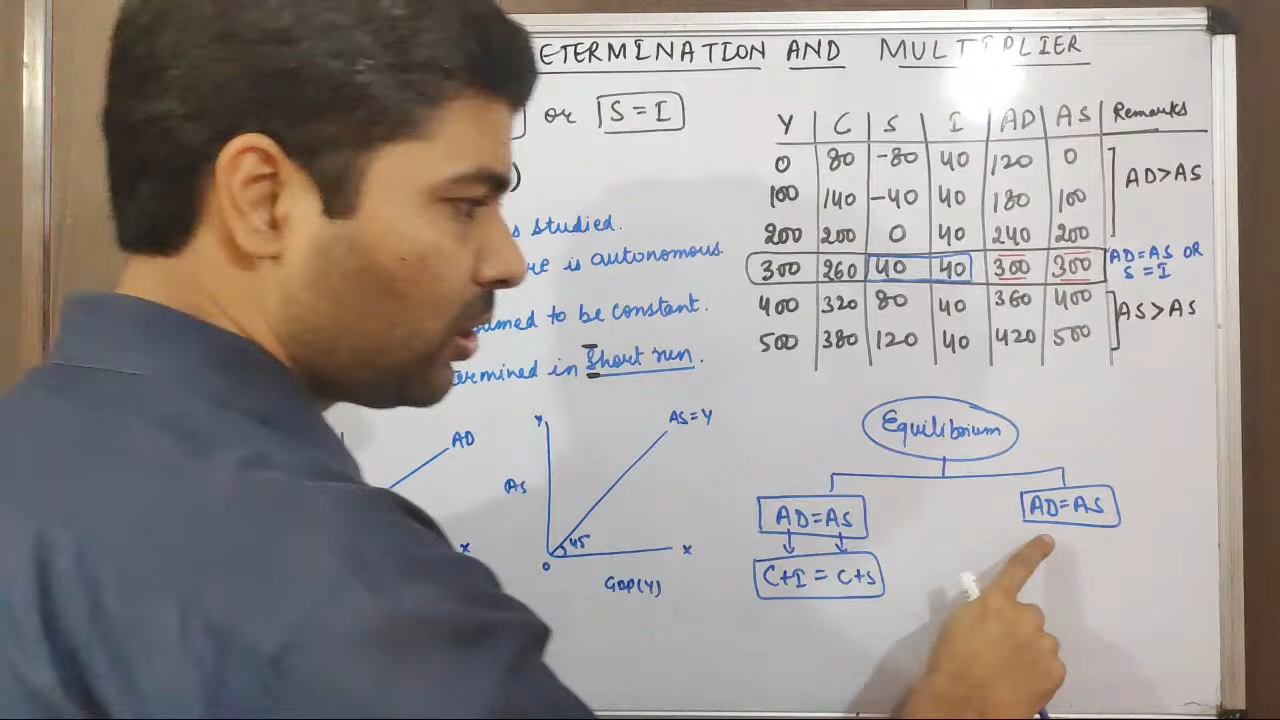 ETERMINATION AND MULTIPLIER
or S = I
)
s studied.
re is autonomous.
umed to be constant.
termined in Short run.
Y C S I AD AS Remarks
0 80 -80 40 120 0
100 140 -40 40 180 100
200 200 0 40 240 200
AD>AS
300 260 40 40 300 300 AD=AS OR
S = I
400 320 80 40 360 400
500 380 120 40 420 500
AS>AS
AD
x
Y
AS
AS=Y
45
O
x
GDP(Y)
Equilibrium
AD=AS
AD=AS
C+I = C+S